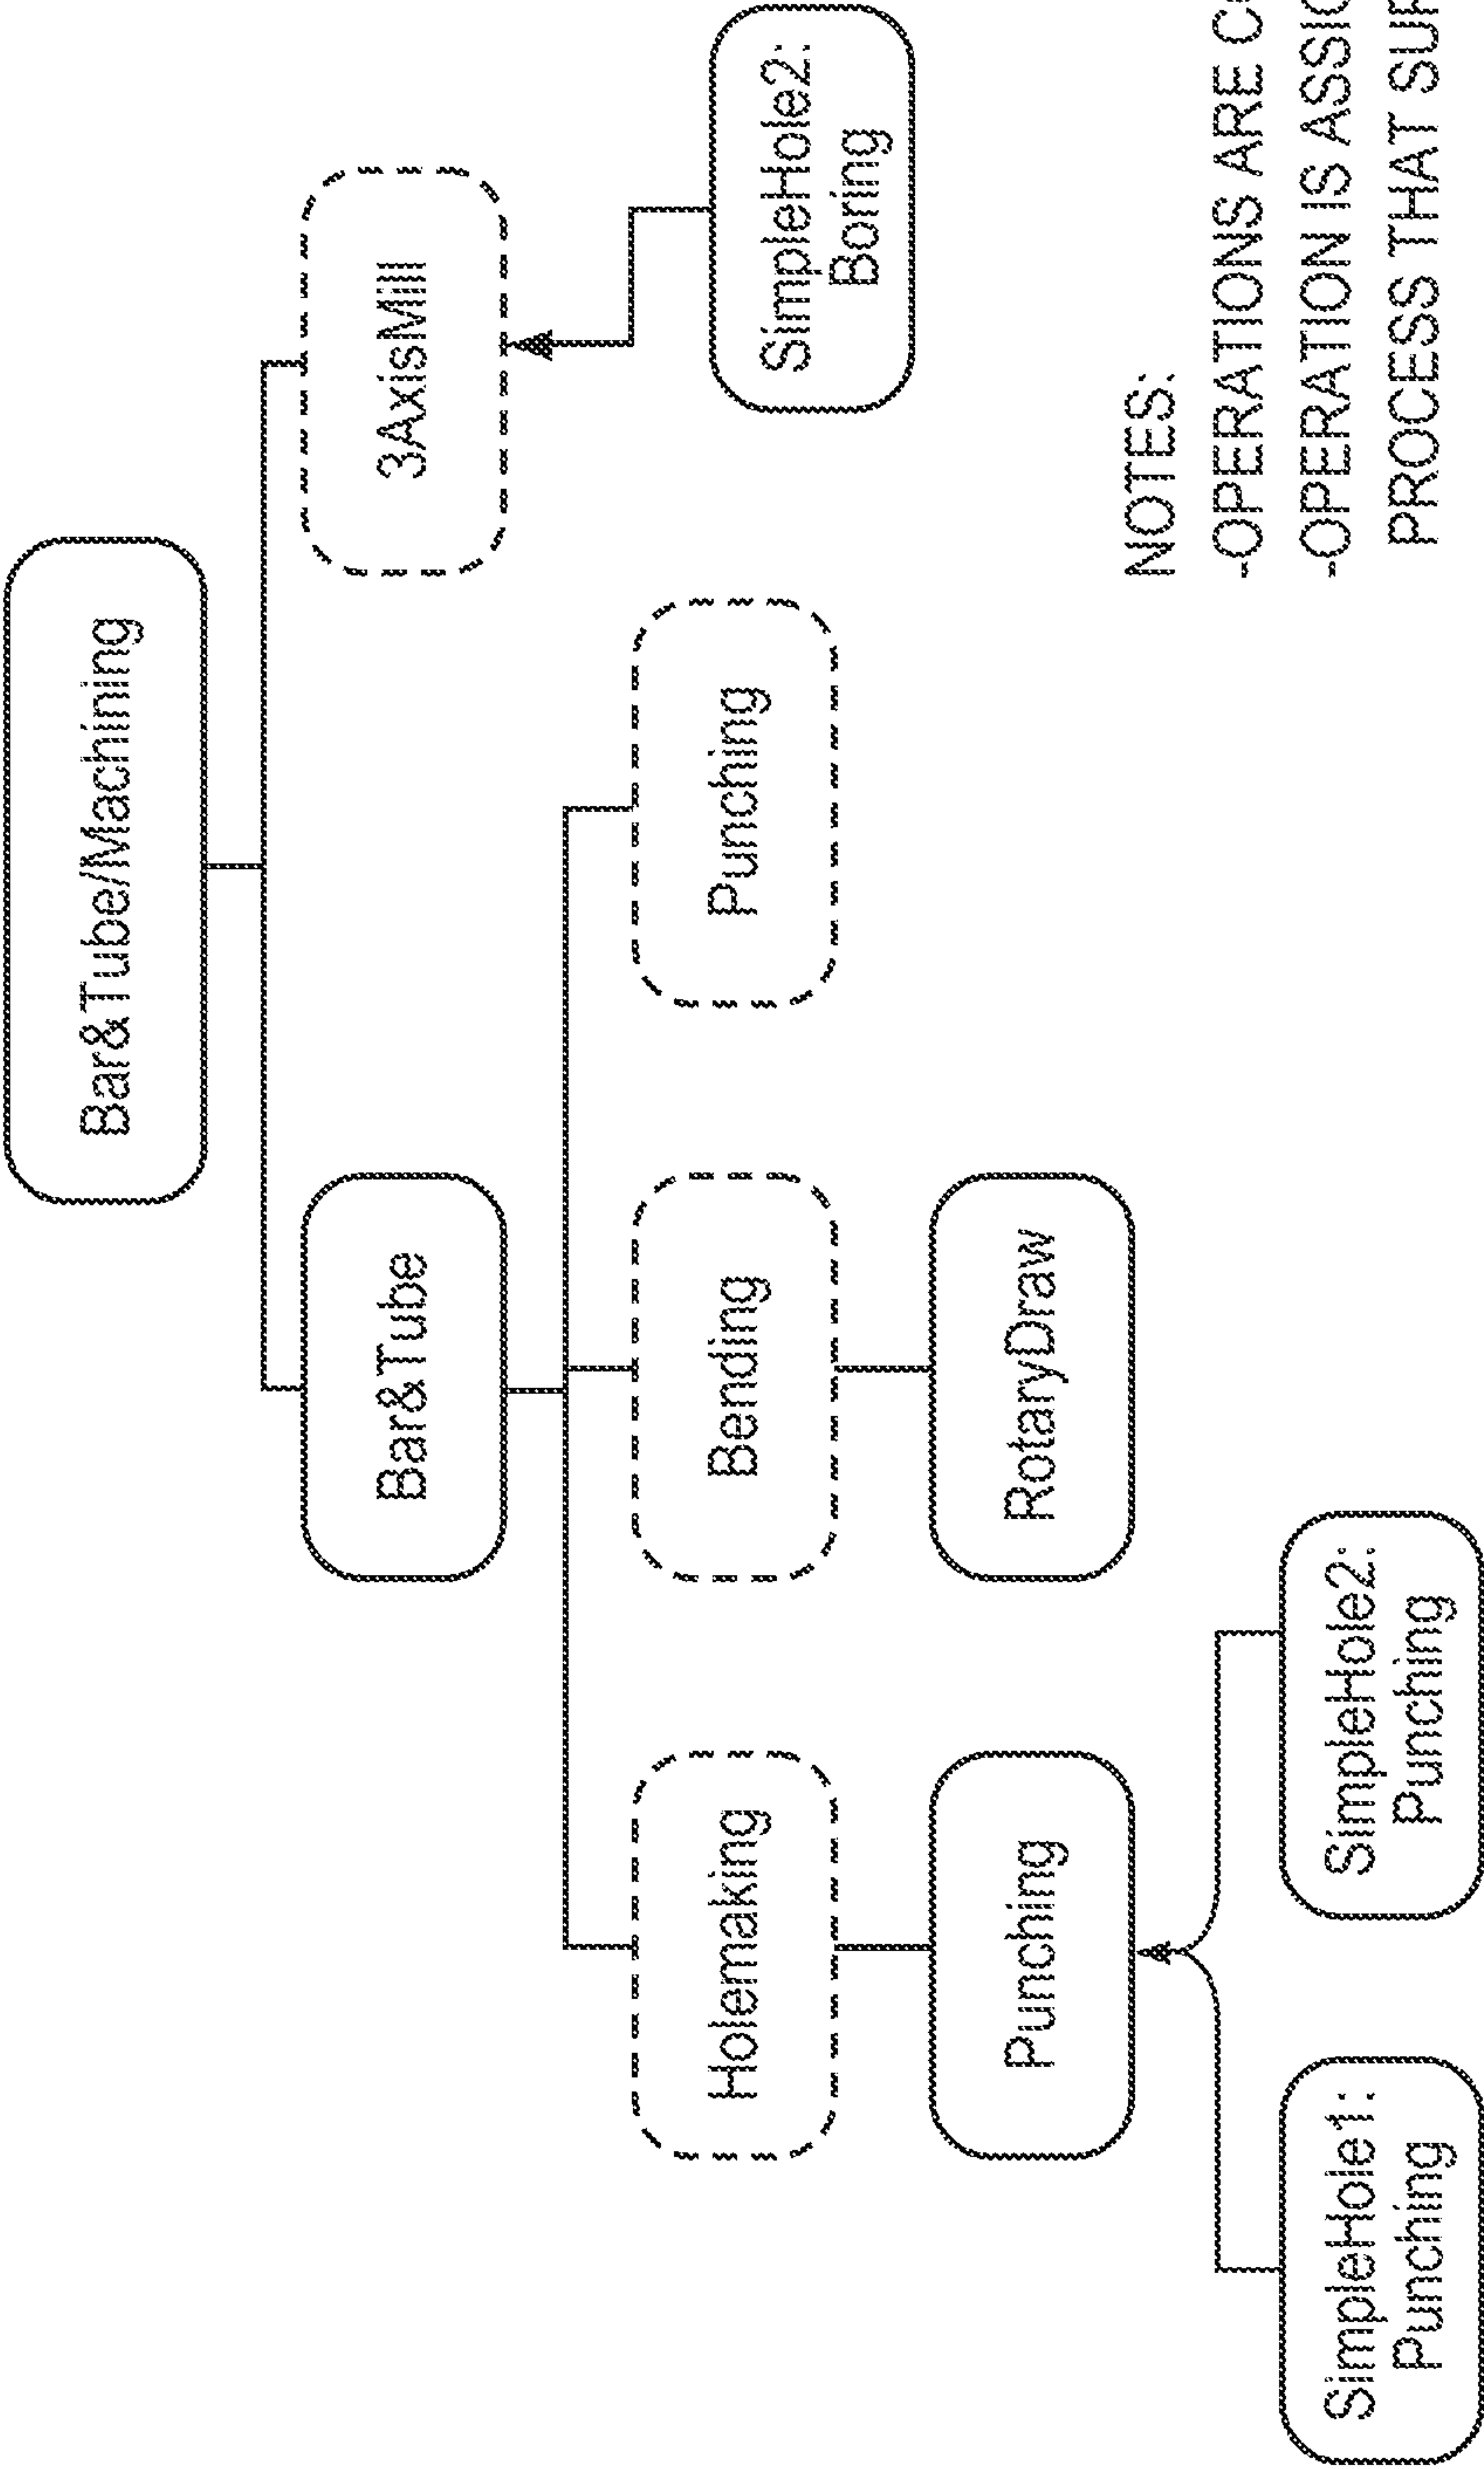 Bar&Tube/Machining
Bar&Tube
3AxisMill
Holemaking
Bending
Punching
Punching
RotaryDraw
SimpleHole2:
Boring
SimpleHole1:
Punching
SimpleHole2:
Punching
NOTES:
-OPERATIONS ARE
-OPERATION IS
PROCESS THAT